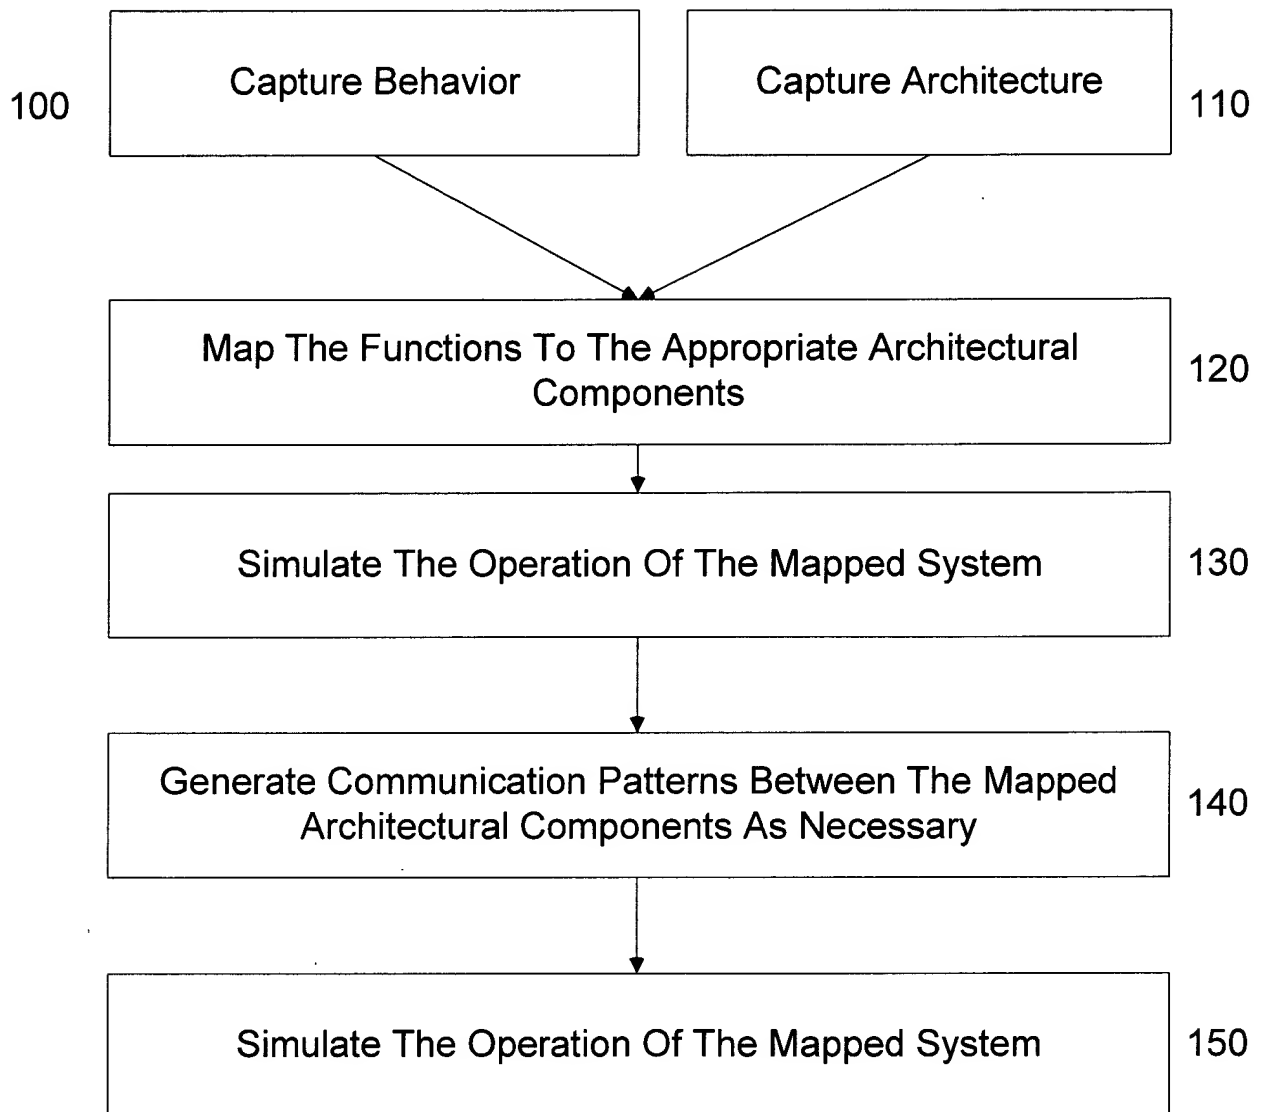 Capture Behavior
Capture Architecture
100
110
Map The Functions To The Appropriate Architectural
Components
120
Simulate The Operation Of The Mapped System
130
Generate Communication Patterns Between The Mapped
Architectural Components As Necessary
140
Simulate The Operation Of The Mapped System
150